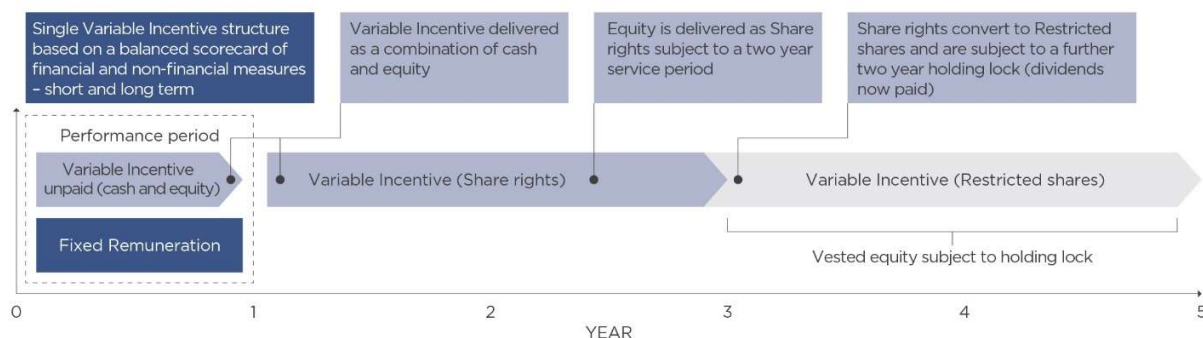 Single Variable Incentive structure
based on a balanced scorecard of
financial and non-financial measures
– short and long term
Variable Incentive delivered
as a combination of cash
and equity
Equity is delivered as Share
rights subject to a two year
service period
Share rights convert to Restricted
shares and are subject to a further
two year holding lock (dividends
now paid)
Performance period
Variable Incentive
unpaid (cash and equity)
Variable Incentive (Share rights)
Variable Incentive (Restricted shares)
Fixed Remuneration
Vested equity subject to holding lock
0 1 2 3 4 5
YEAR